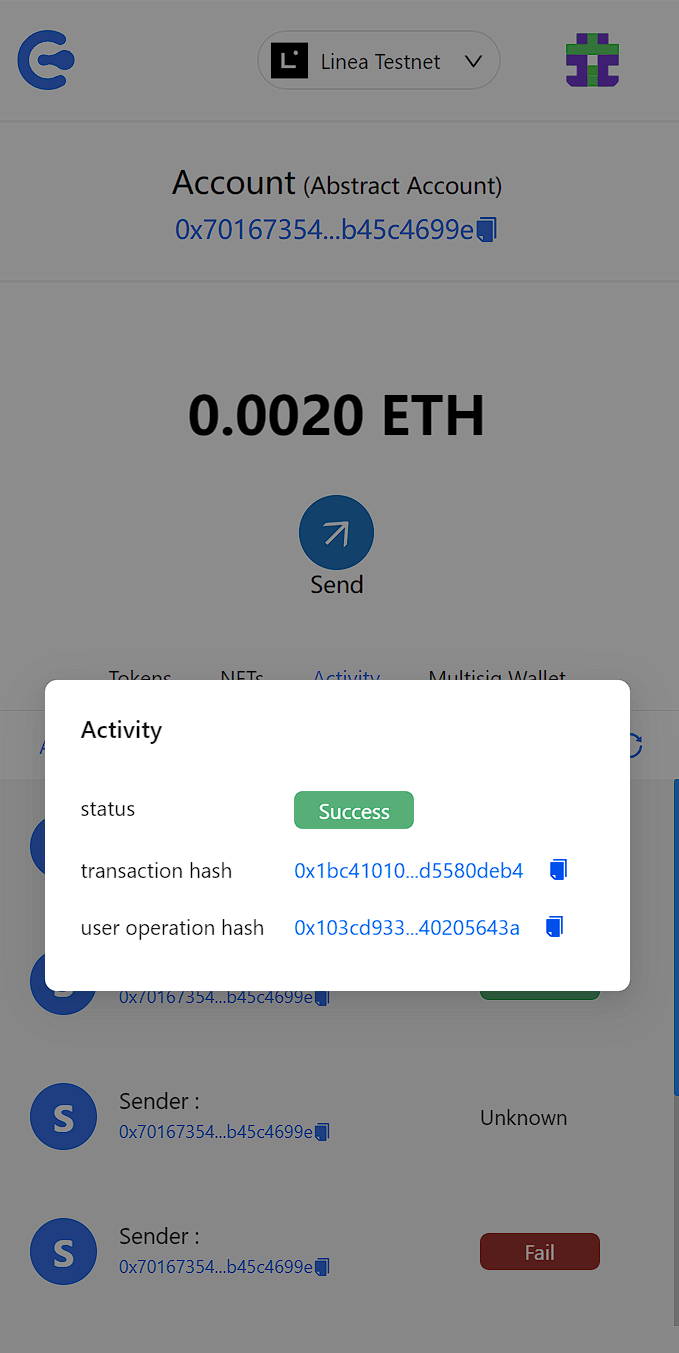 Linea Testnet
Account (Abstract Account)
0x70167354...b45c4699e
0.0020 ETH
Send
Tokens NFTs Activity Multisig Wallet
Activity
status Success
transaction hash 0x1bc41010...d5580deb4
user operation hash 0x103cd933...40205643a
0x70167354...b45c4699e
S Sender :
0x70167354...b45c4699e
Unknown
S Sender :
0x70167354...b45c4699e
Fail